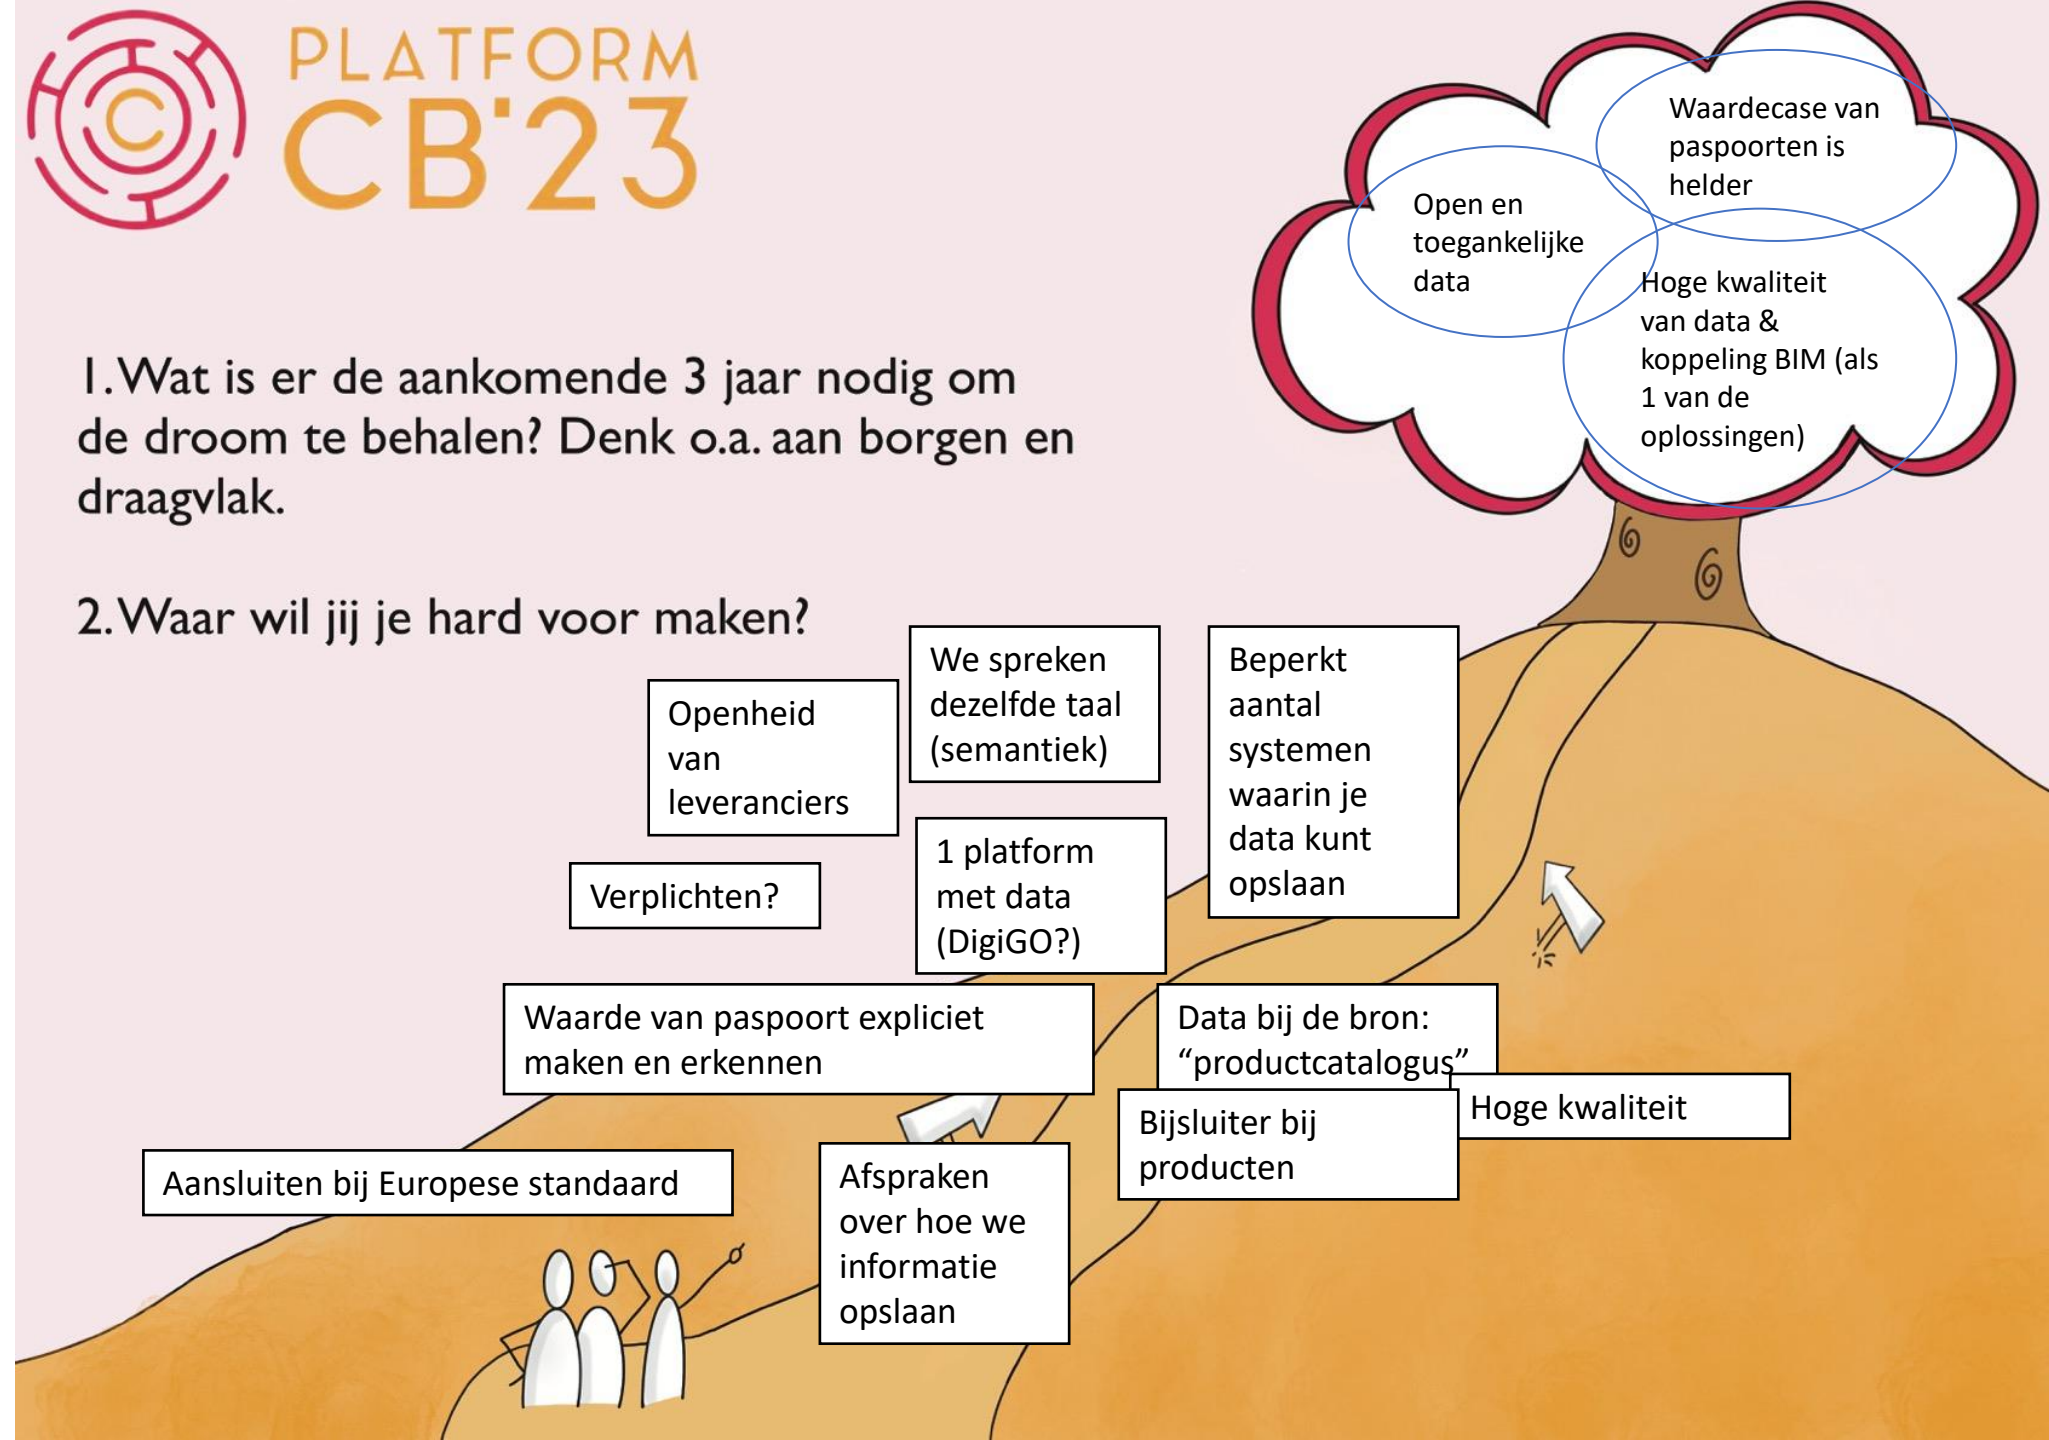 PLATFORM
CB'23
1. Wat is er de aankomende 3 jaar nodig om
de droom te behalen? Denk o.a. aan borgen en
draagvlak.
2. Waar wil jij je hard voor maken?
Waardecase van
paspoorten is
helder
Open en
toegankelijke
data
Hoge kwaliteit
van data &
koppeling BIM (als
1 van de
oplossingen)
We spreken
dezelfde taal
(semantiek)
Beperkt
aantal
systemen
waarin je
data kunt
opslaan
Openheid
van
leveranciers
1 platform
met data
(DigiGO?)
Verplichten?
Waarde van paspoort expliciet
maken en erkennen
Data bij de bron:
“productcatalogus”
Hoge kwaliteit
Bijsluiter bij
producten
Aansluiten bij Europese standaard
Afspraken
over hoe we
informatie
opslaan